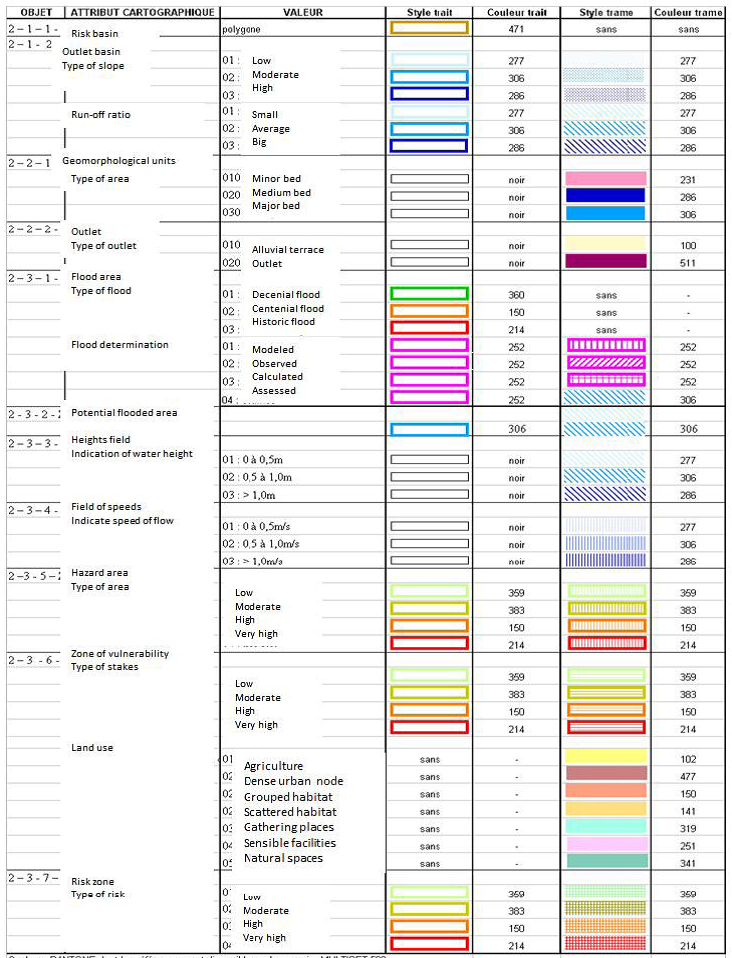 OBJET ATTRIBUT CARTOGRAPHIQUE VALEUR Style trait Couleur trait Style trame Couleur trame
2-1-1- Risk basin polygone 471 sans sans
2-1-2 Outlet basin
Type of slope 01 : Low 277 277
02 : Moderate 306 306
03 : High 286 286
Run-off ratio 01 : Small 277 277
02 : Average 306 306
03 : Big 286 286
2-2-1 Geomorphological units
Type of area 010 Minor bed noir 231
020 Medium bed noir 286
030 Major bed noir 306
2-2-2- Outlet
Type of outlet 010 Alluvial terrace noir 100
020 Outlet noir 511
2-3-1- Flood area
Type of flood 01 : Decenial flood 360 sans -
02 : Centenial flood 150 sans -
03 : Historic flood 214 sans -
Flood determination 01 : Modeled 252 252
02 : Observed 252 252
03 : Calculated 252 252
04 : Assessed 252 306
2-3-2- Potential flooded area
306 306
2-3-3- Heights field
Indication of water height
01 : 0 à 0,5m noir 277
02 : 0,5 à 1,0m noir 306
03 : > 1,0m noir 286
2-3-4- Field of speeds
Indicate speed of flow
01 : 0 à 0,5m/s noir 277
02 : 0,5 à 1,0m/s noir 306
03 : > 1,0m/s noir 286
2-3-5- Hazard area
Type of area
Low 359 359
Moderate 383 383
High 150 150
Very high 214 214
2-3-6- Zone of vulnerability
Type of stakes
Low 359 359
Moderate 383 383
High 150 150
Very high 214 214
Land use
01 Agriculture sans - 102
02 Dense urban node sans - 477
02 Grouped habitat sans - 150
02 Scattered habitat sans - 141
03 Gathering places sans - 319
04 Sensible facilities sans - 251
05 Natural spaces sans - 341
2-3-7- Risk zone
Type of risk
01 Low 359 359
02 Moderate 383 383
03 High 150 150
04 Very high 214 214